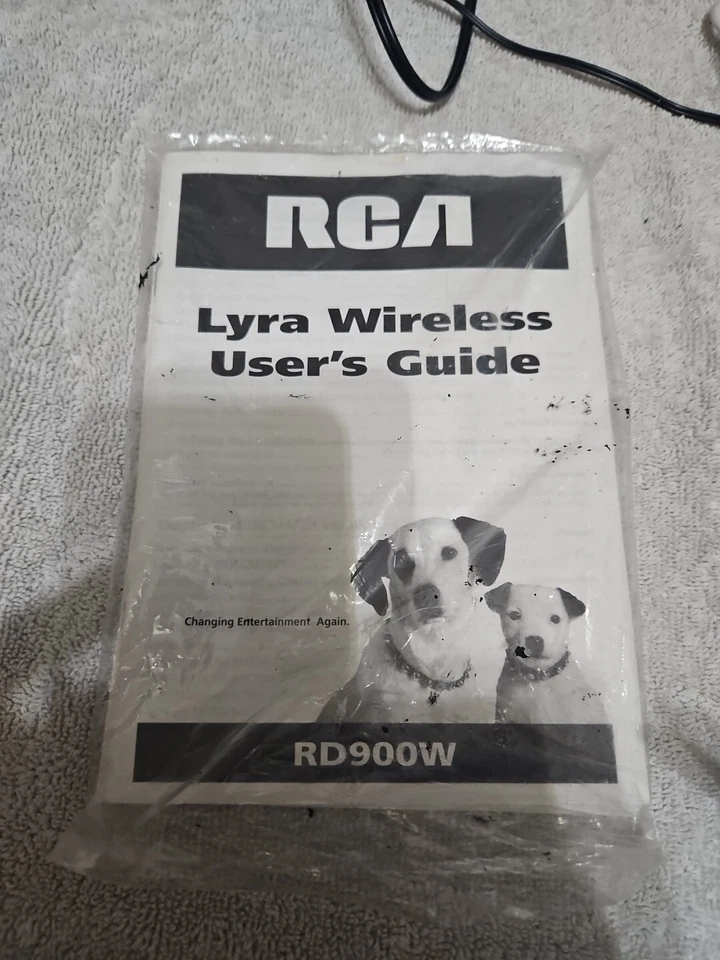 RCA
Lyra Wireless
User's Guide
Changing Entertainment Again.
RD900W